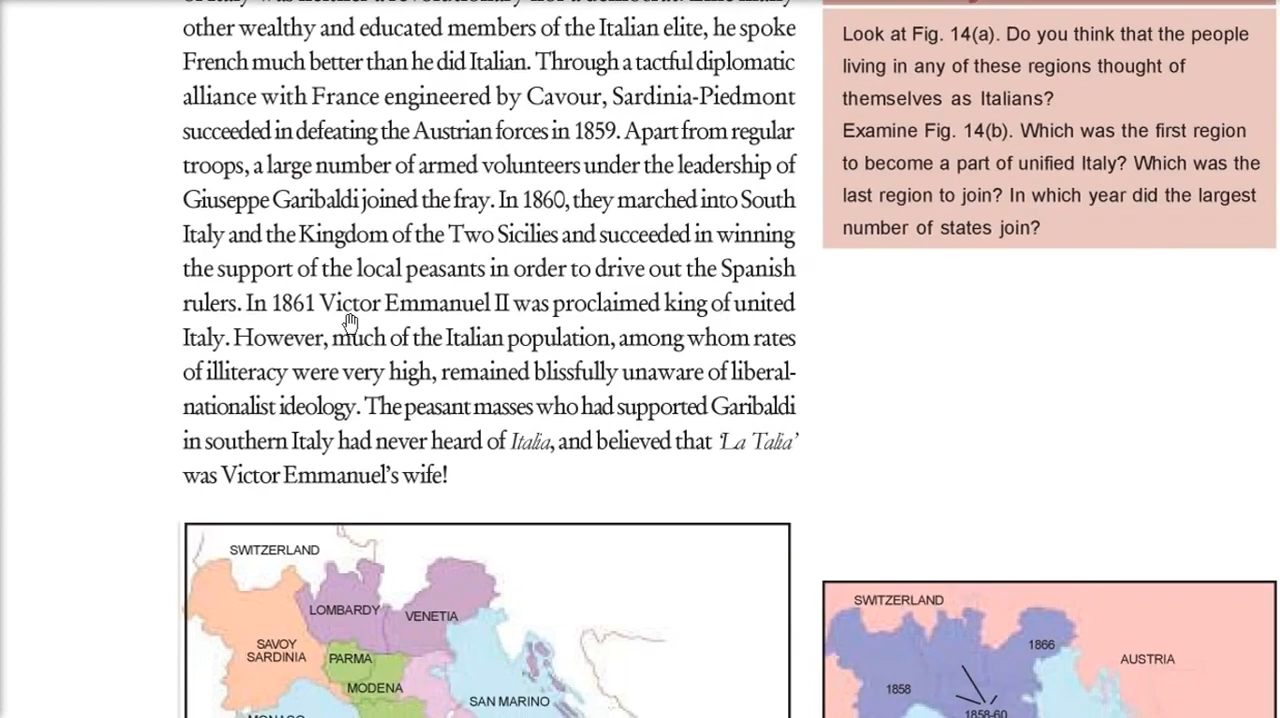 other wealthy and educated members of the Italian elite, he spoke
French much better than he did Italian. Through a tactful diplomatic
alliance with France engineered by Cavour, Sardinia-Piedmont
succeeded in defeating the Austrian forces in 1859. Apart from regular
troops, a large number of armed volunteers under the leadership of
Giuseppe Garibaldi joined the fray. In 1860, they marched into South
Italy and the Kingdom of the Two Sicilies and succeeded in winning
the support of the local peasants in order to drive out the Spanish
rulers. In 1861 Victor Emmanuel II was proclaimed king of united
Italy. However, much of the Italian population, among whom rates
of illiteracy were very high, remained blissfully unaware of liberal-
nationalist ideology. The peasant masses who had supported Garibaldi
in southern Italy had never heard of Italia, and believed that ‘La Talia’
was Victor Emmanuel’s wife!
Look at Fig. 14(a). Do you think that the people
living in any of these regions thought of
themselves as Italians?
Examine Fig. 14(b). Which was the first region
to become a part of unified Italy? Which was the
last region to join? In which year did the largest
number of states join?
SWITZERLAND
LOMBARDY
VENETIA
SAVOY
SARDINIA
PARMA
MODENA
SAN MARINO
MONACO
SWITZERLAND
1866
AUSTRIA
1858
1858-60